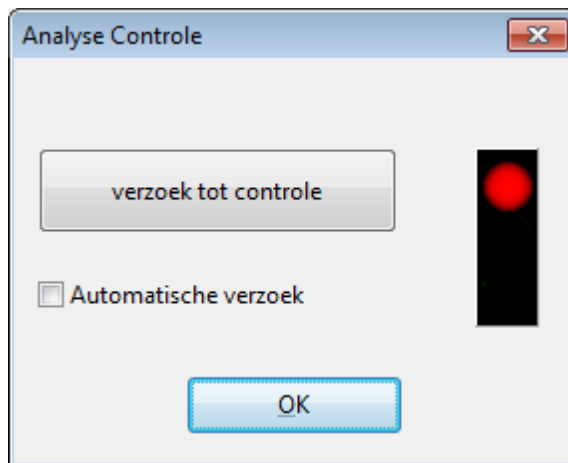 Analyse Controle
verzoek tot controle
Automatische verzoek
OK